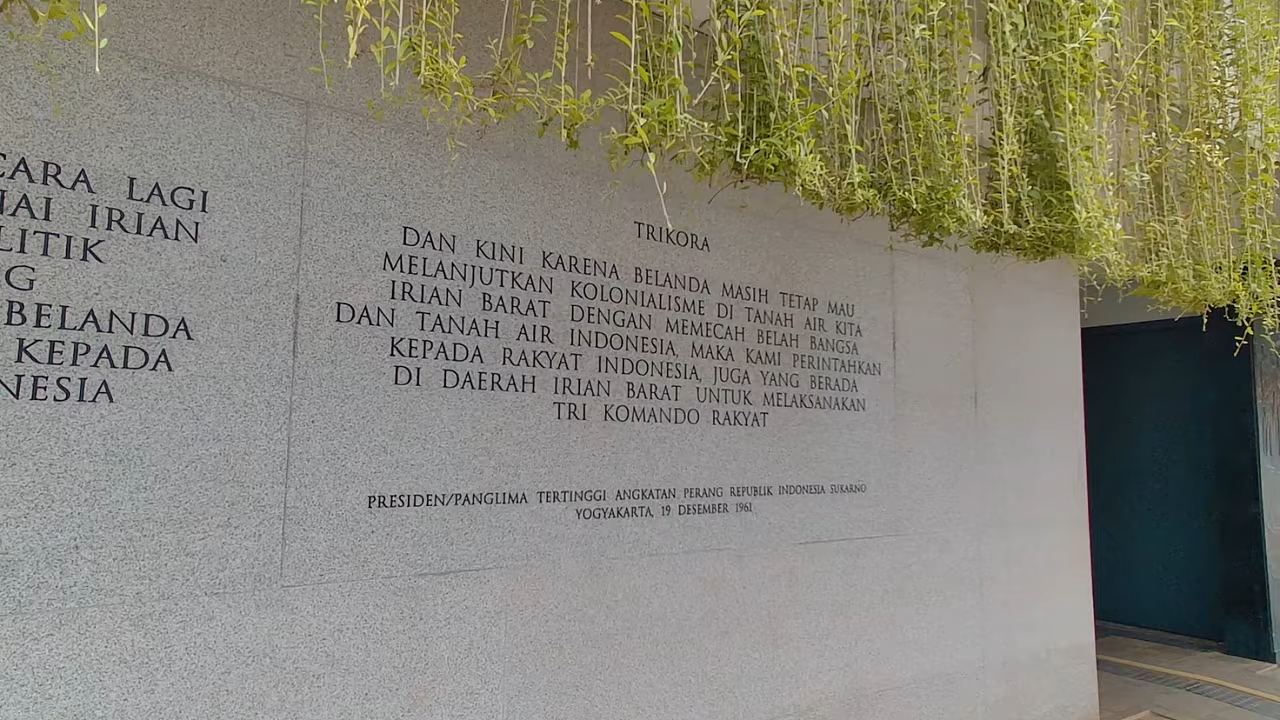 CARA LAGI
NAI IRIAN
LITIK
G
BELANDA
KEPADA
NESIA
TRIKORA
DAN KINI KARENA BELANDA MASIH TETAP MAU
MELANJUTKAN KOLONIALISME DI TANAH AIR KITA
IRIAN BARAT DENGAN MEMECAH BELAH BANGSA
DAN TANAH AIR INDONESIA, MAKA KAMI PERINTAHKAN
KEPADA RAKYAT INDONESIA, JUGA YANG BERADA
DI DAERAH IRIAN BARAT UNTUK MELAKSANAKAN
TRI KOMANDO RAKYAT
PRESIDEN/PANGLIMA TERTINGGI ANGKATAN PERANG REPUBLIK INDONESIA SUKARNO
YOGYAKARTA, 19 DESEMBER 1961